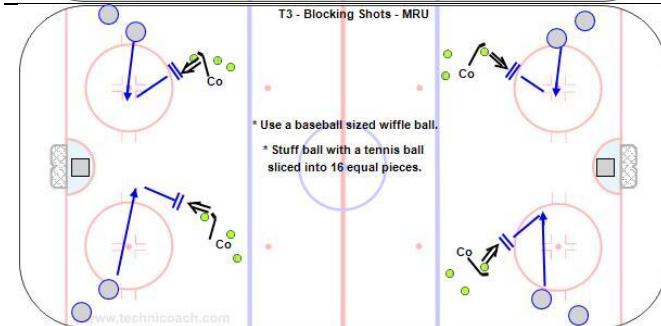 T3 - Blocking Shots - MRU
Co
Co
* Use a baseball sized wiffle ball.
* Stuff ball with a tennis ball
sliced into 16 equal pieces.
Co
Co
www.technicoach.com